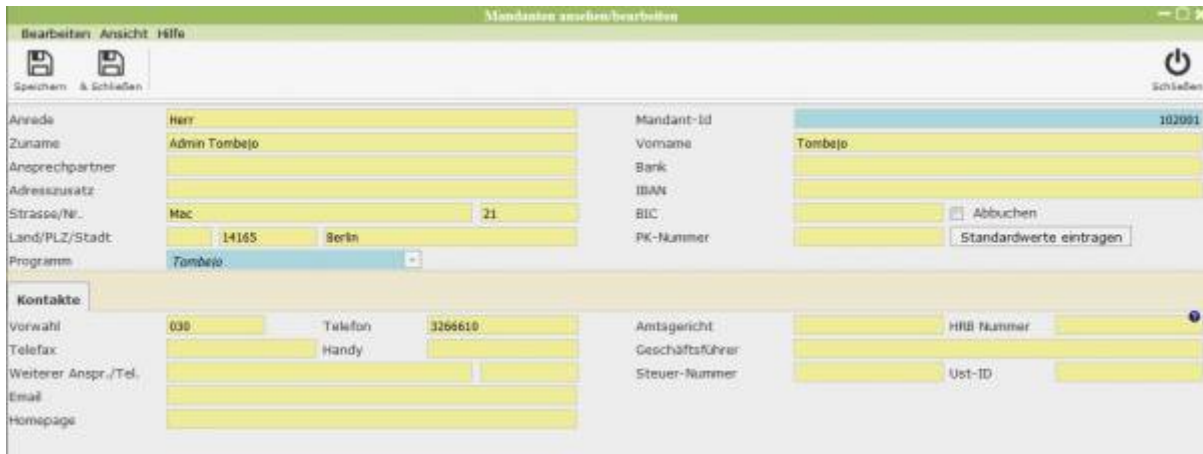 Mandanten ansehen/bearbeiten
Bearbeiten Ansicht Hilfe
Speichern & Schließen Schließen
Anrede Herr Mandant-Id 102001
Zuname Admin Tombejo Vorname Tombejo
Ansprechpartner Bank
Adresszusatz IBAN
Strasse/Nr. Mac 21 BIC Abbuchen
Land/PLZ/Stadt 14165 Berlin PK-Nummer Standardwerte eintragen
Programm Tombejo
Kontakte
Vorwahl 030 Telefon 3266610 Amtsgericht HRB Nummer
Telefax Handy Geschäftsführer
Weiterer Anspr./Tel. Steuer-Nummer Ust-ID
Email
Homepage